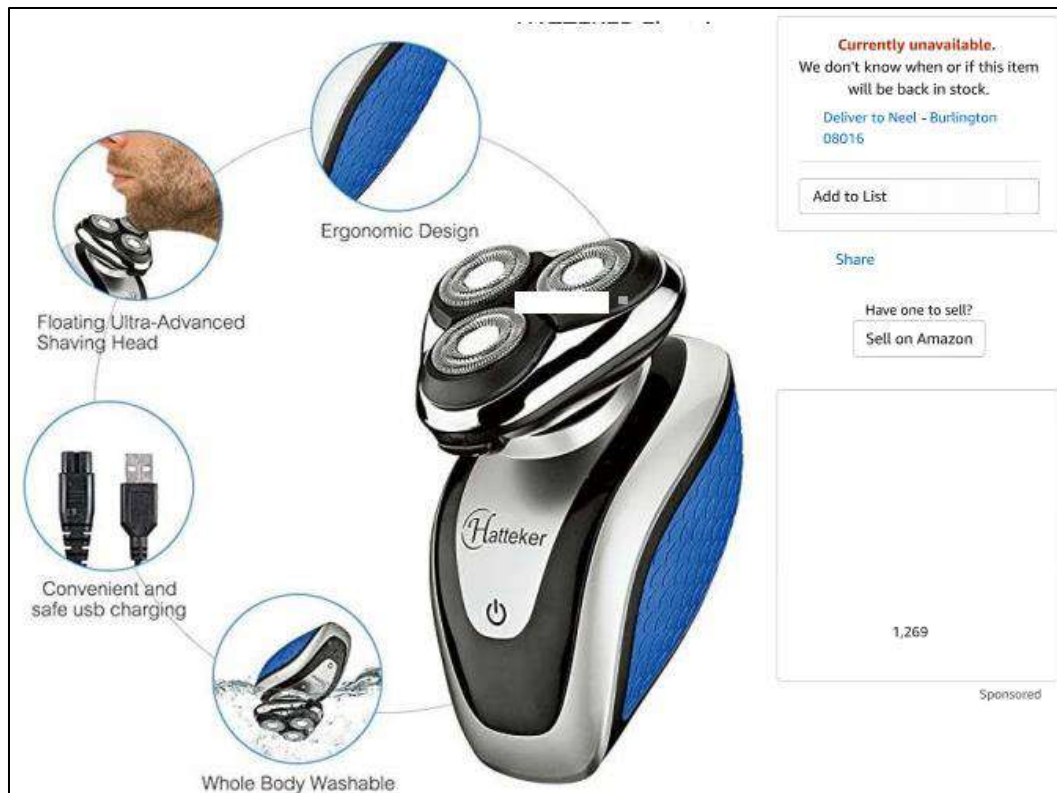 Currently unavailable.
We don't know when or if this item
will be back in stock.
Deliver to Neel - Burlington
08016
Add to List
Share
Have one to sell?
Sell on Amazon
1,269
Sponsored
Ergonomic Design
Floating Ultra-Advanced
Shaving Head
Convenient and
safe usb charging
Hatteker
Whole Body Washable